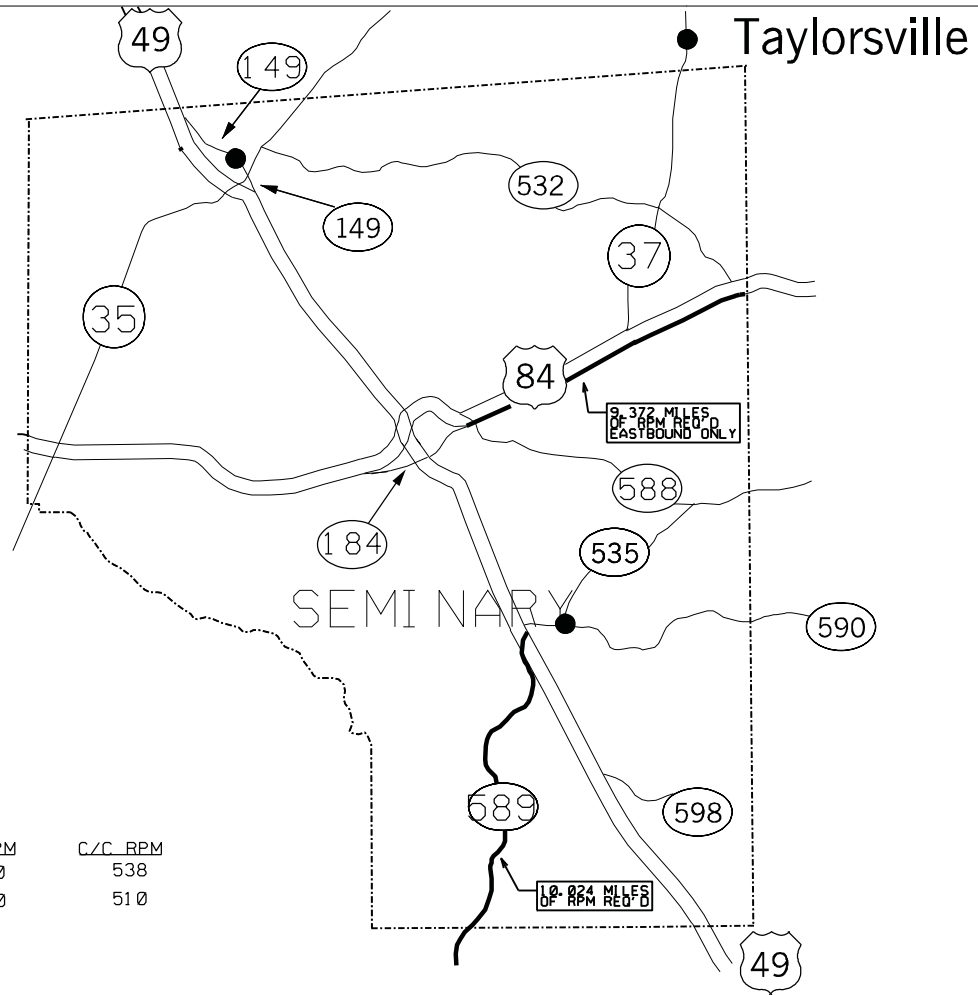 Taylorsville
49
149
532
149
37
35
84
9.372 MILES
OF RPM REQ'D
EASTBOUND ONLY
588
184
535
SEMINARY
590
589
598
C/C RPM
538
510
10.024 MILES
OF RPM REQ'D
49